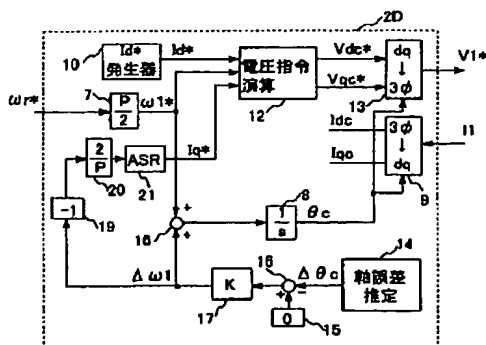 2D
Id*
発生器
10
Id*
電圧指令
演算
12
Vdc*
Vqc*
dq
↓
3φ
13
V1*
ωr*
7
P
2
ω1*
Idc
Iqc
3φ
↓
dq
9
I1
2
P
20
ASR
21
Iq*
-1
19
+
+
16
8
1
s
θc
Δω1
K
17
16
+
−
Δθc
0
15
14
軸誤差
推定